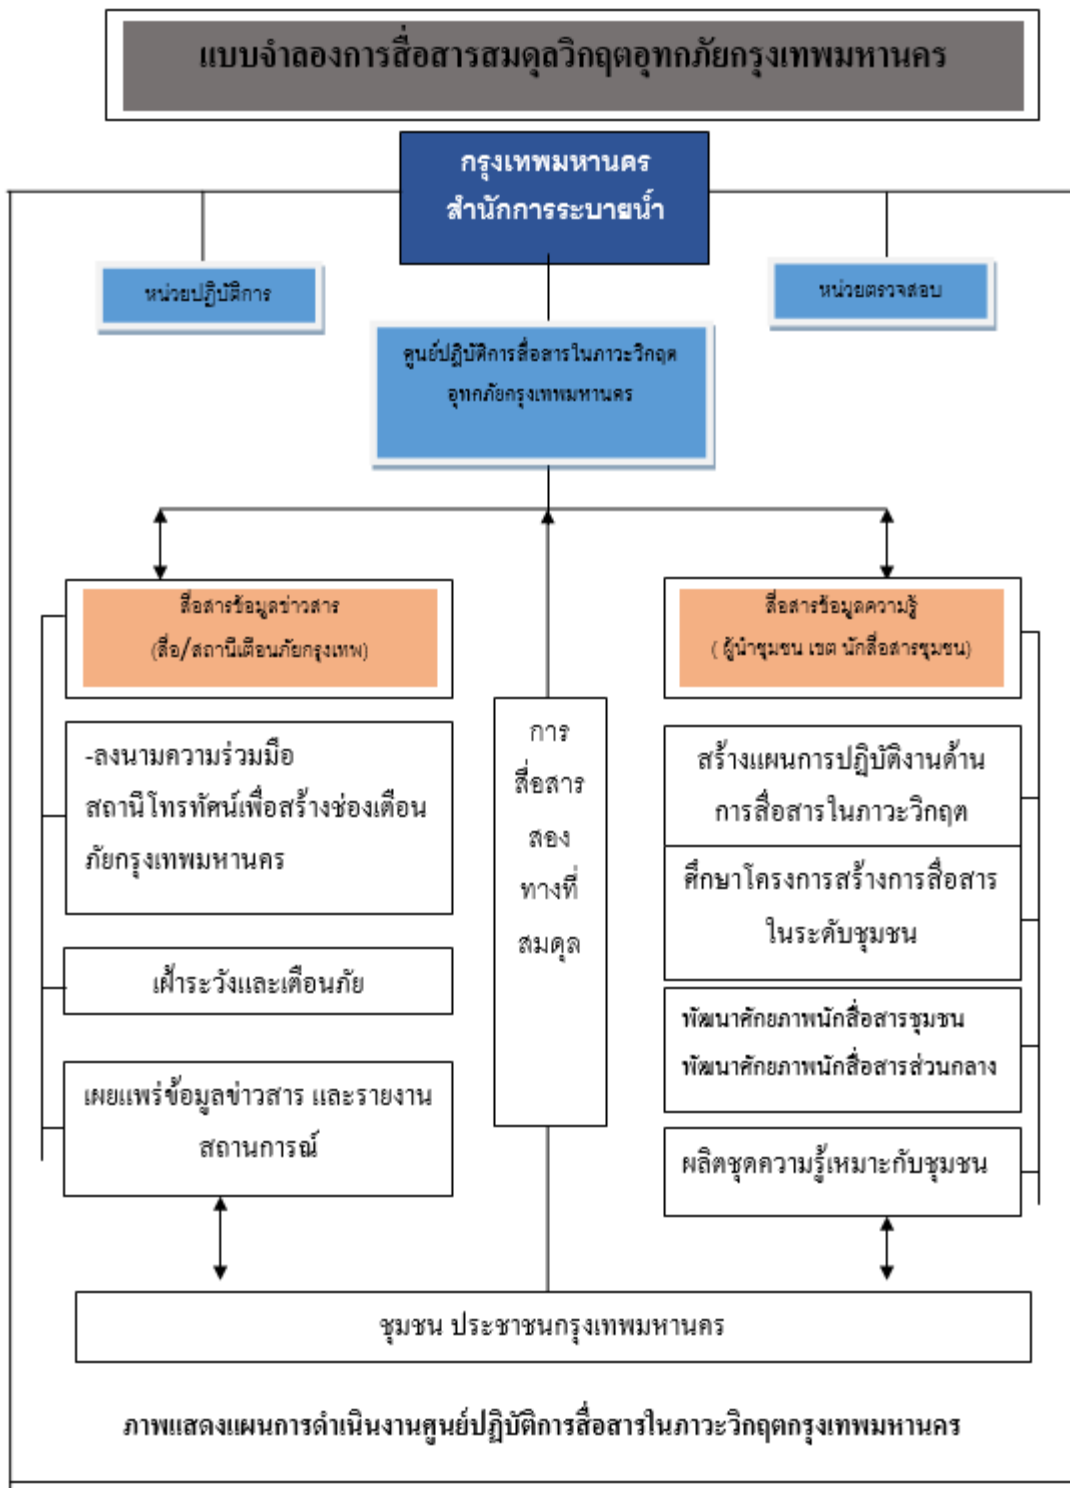 แบบจำลองการสื่อสารสมดุลวิกฤตอุทกภัยกรุงเทพมหานคร
กรุงเทพมหานคร
สำนักการระบายน้ำ
หน่วยปฏิบัติการ
หน่วยตรวจสอบ
ศูนย์ปฏิบัติการสื่อสารในภาวะวิกฤต
อุทกภัยกรุงเทพมหานคร
สื่อสารข้อมูลข่าวสาร
(สื่อ/สถานีเตือนภัยกรุงเทพ)
-ลงนามความร่วมมือ
สถานีโทรทัศน์เพื่อสร้างช่องเตือน
ภัยกรุงเทพมหานคร
เฝ้าระวังและเตือนภัย
เผยแพร่ข้อมูลข่าวสาร และรายงาน
สถานการณ์
การ
สื่อสาร
สอง
ทางที่
สมดุล
สื่อสารข้อมูลความรู้
( ผู้นำชุมชน เขต นักสื่อสารชุมชน)
สร้างแผนการปฏิบัติงานด้าน
การสื่อสารในภาวะวิกฤต
ศึกษาโครงการสร้างการสื่อสาร
ในระดับชุมชน
พัฒนาศักยภาพนักสื่อสารชุมชน
พัฒนาศักยภาพนักสื่อสารส่วนกลาง
ผลิตชุดความรู้เหมาะกับชุมชน
ชุมชน ประชาชนกรุงเทพมหานคร
ภาพแสดงแผนการดำเนินงานศูนย์ปฏิบัติการสื่อสารในภาวะวิกฤตกรุงเทพมหานคร